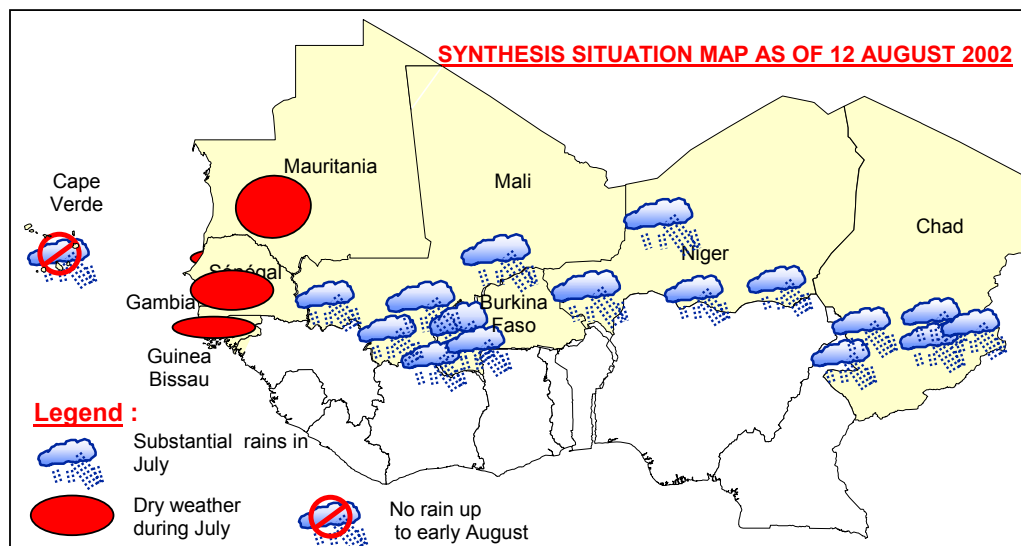 SYNTHESIS SITUATION MAP AS OF 12 AUGUST 2002
Mauritania
Cape
Verde
Mali
Chad
Niger
Sénégal
Gambia
Burkina
Faso
Guinea
Bissau
Legend :
Substantial rains in
July
Dry weather
during July
No rain up
to early August